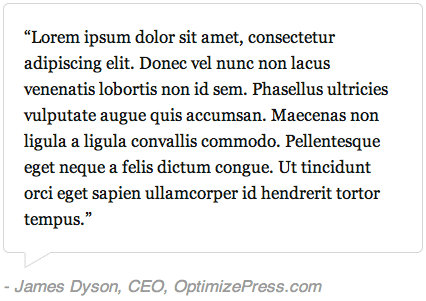 “Lorem ipsum dolor sit amet, consectetur
adipiscing elit. Donec vel nunc non lacus
venenatis lobortis non id sem. Phasellus ultricies
vulputate augue quis accumsan. Maecenas non
ligula a ligula convallis commodo. Pellentesque
eget neque a felis dictum congue. Ut tincidunt
orci eget sapien ullamcorper id hendrerit tortor
tempus.”
- James Dyson, CEO, OptimizePress.com